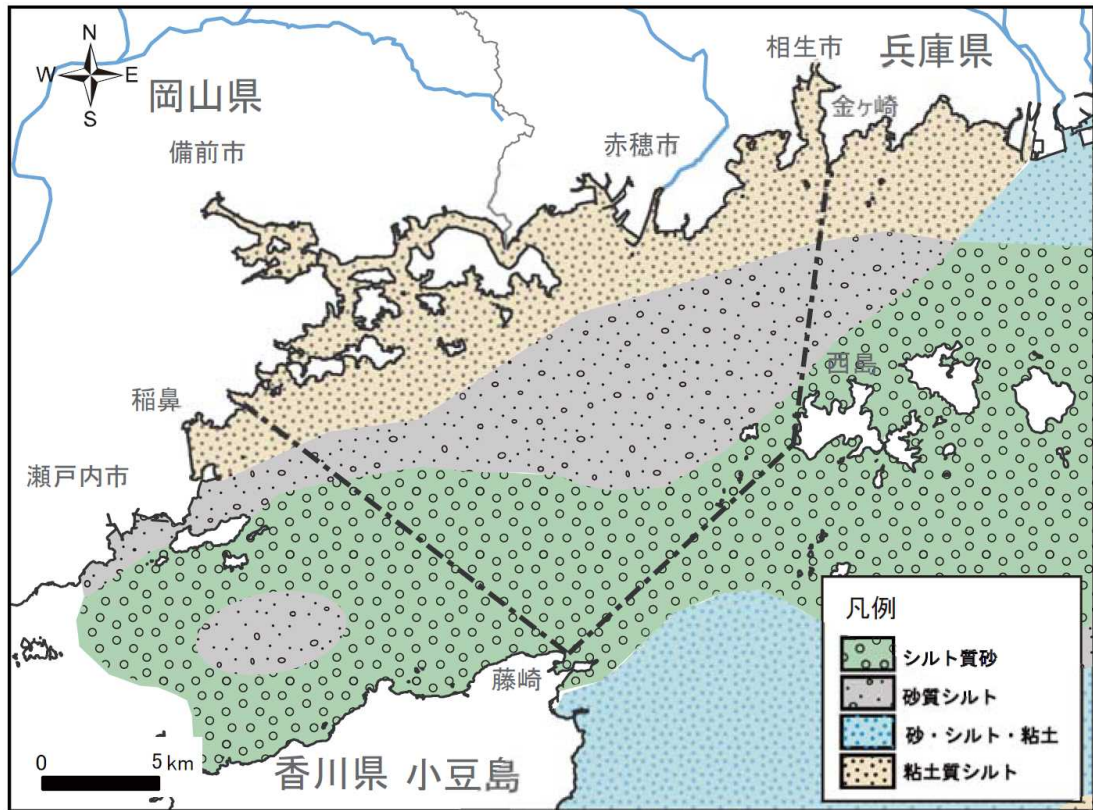 N
W E
S
岡山県
備前市
相生市
兵庫県
金ヶ崎
赤穂市
稲鼻
西島
瀬戸内市
藤崎
香川県 小豆島
0 5 km
凡例
シルト質砂
砂質シルト
砂・シルト・粘土
粘土質シルト